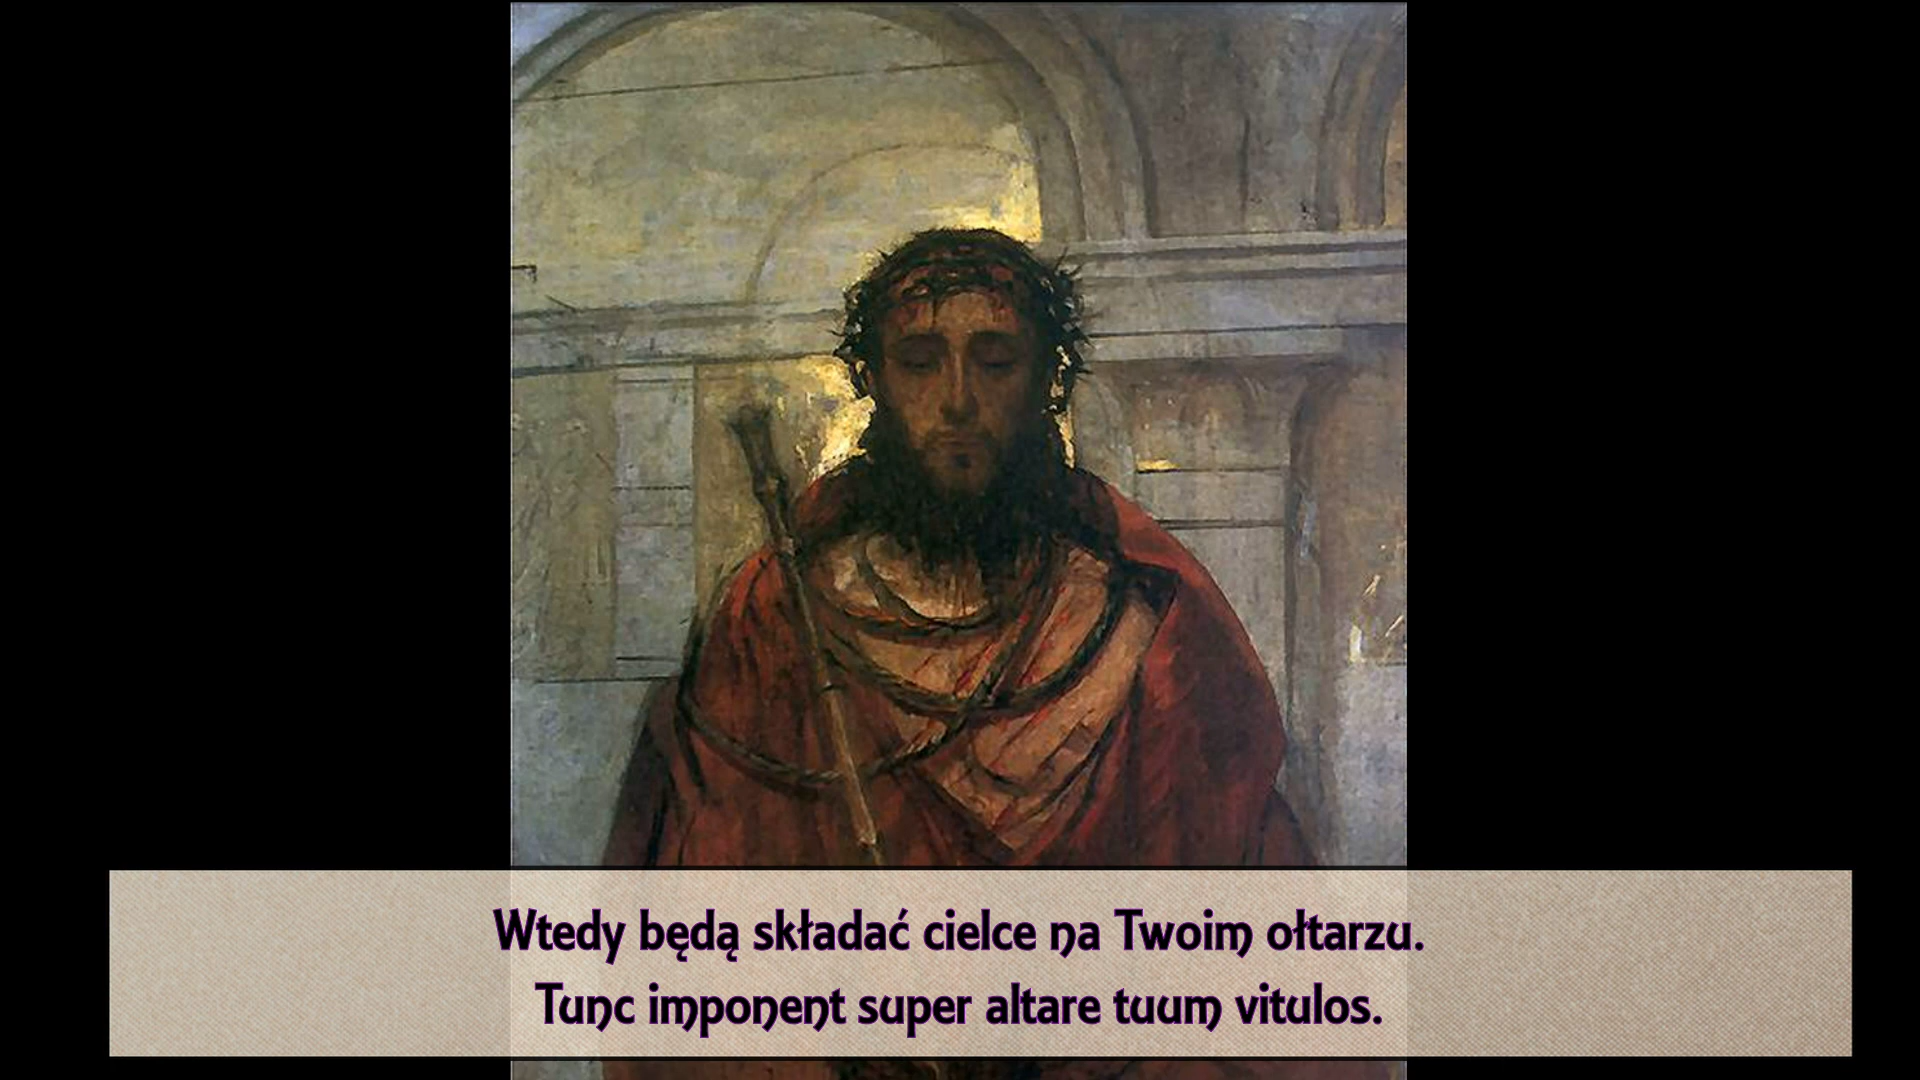 Wtedy będą składać cielce na Twoim ołtarzu.
Tunc imponent super altare tuum vitulos.